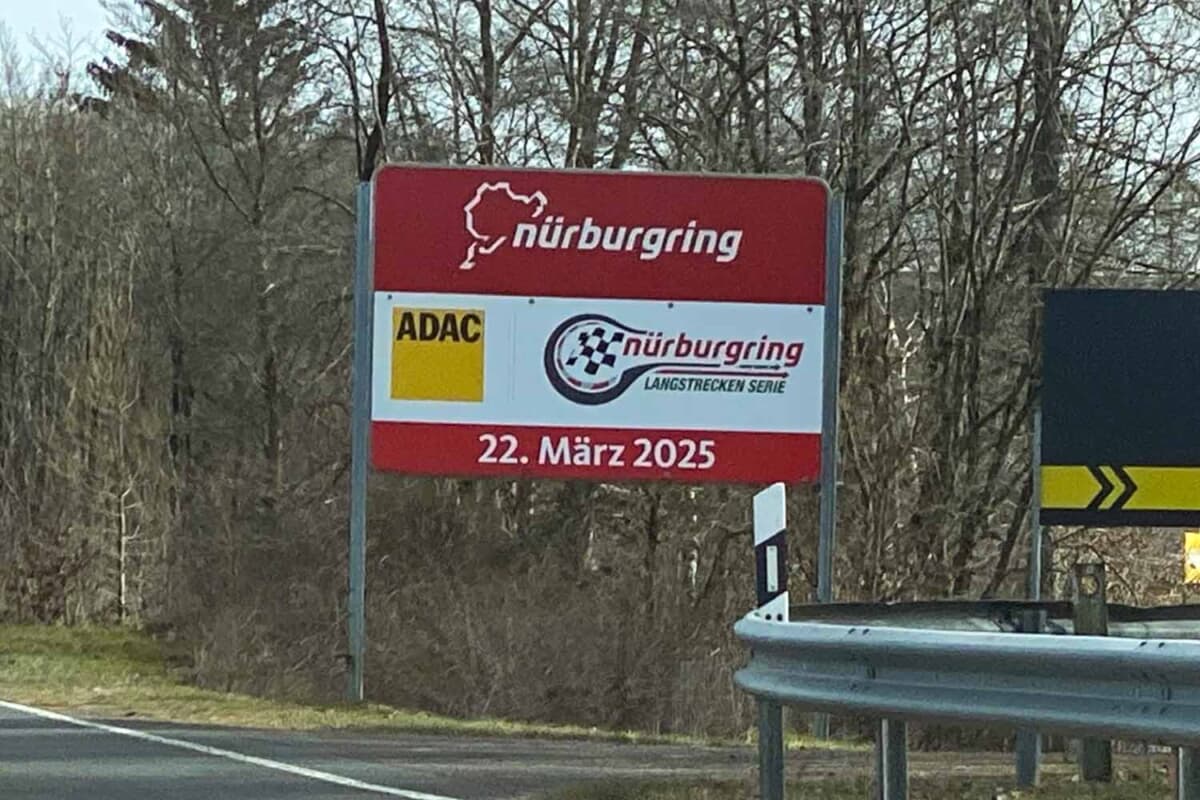 nürburgring
ADAC
nürburgring
LANGSTRECKEN SERIE
22. März 2025